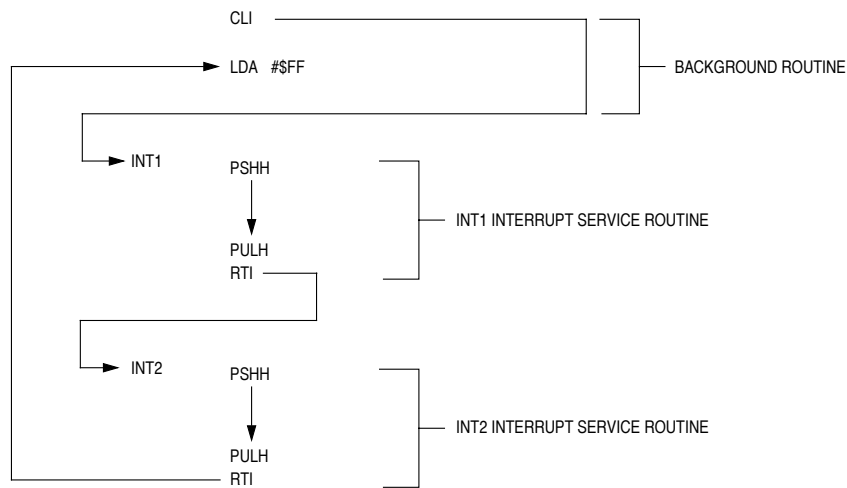 CLI
LDA #$FF
BACKGROUND ROUTINE
INT1
PSHH
INT1 INTERRUPT SERVICE ROUTINE
PULH
RTI
INT2
PSHH
INT2 INTERRUPT SERVICE ROUTINE
PULH
RTI